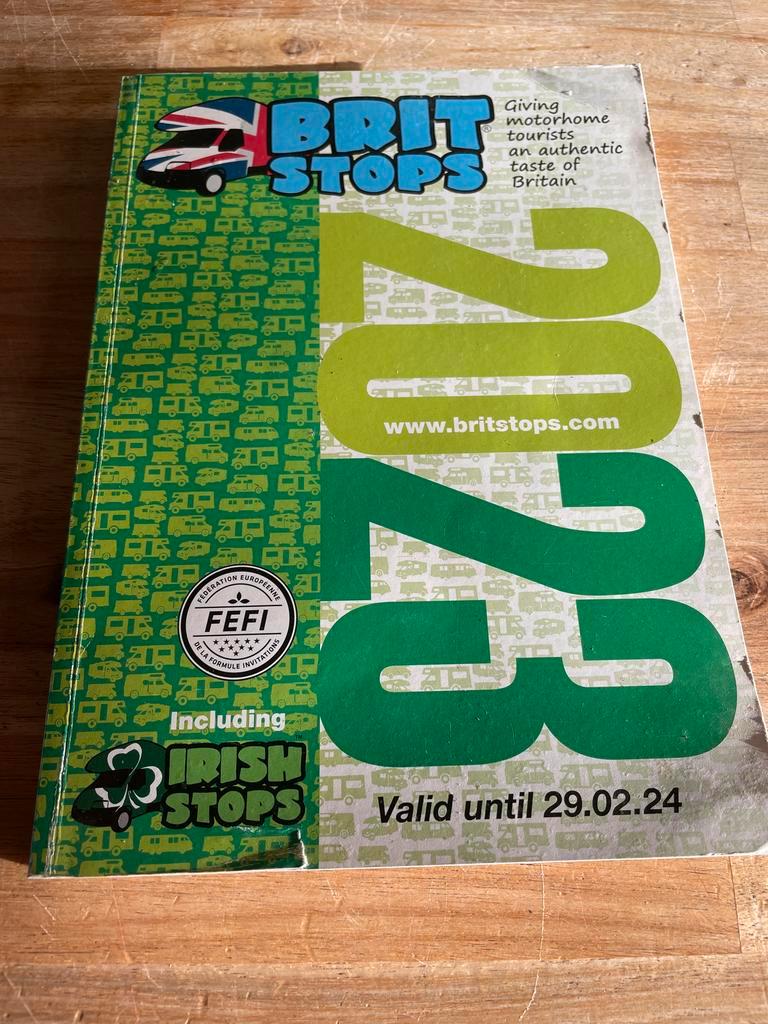 BRIT
STOPS®
Giving
motorhome
tourists
an authentic
taste of
Britain
2023
www.britstops.com
FÉDÉRATION EUROPÉENNE
FEFI
DE LA FORMULE INVITATIONS
Including
IRISH™
STOPS
Valid until 29.02.24